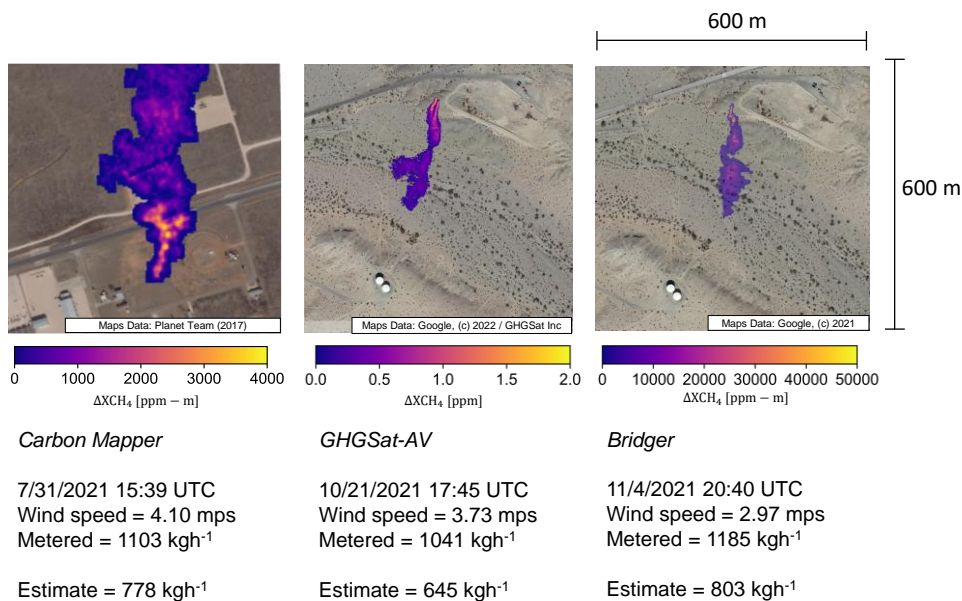 600 m
600 m
Maps Data: Planet Team (2017)
Maps Data: Google, (c) 2022 / GHGSat Inc
Maps Data: Google, (c) 2021
0 1000 2000 3000 4000
ΔXCH₄ [ppm − m]
0.0 0.5 1.0 1.5 2.0
ΔXCH₄ [ppm]
0 10000 20000 30000 40000 50000
ΔXCH₄ [ppm − m]
Carbon Mapper
7/31/2021 15:39 UTC
Wind speed = 4.10 mps
Metered = 1103 kgh⁻¹
Estimate = 778 kgh⁻¹
GHGSat-AV
10/21/2021 17:45 UTC
Wind speed = 3.73 mps
Metered = 1041 kgh⁻¹
Estimate = 645 kgh⁻¹
Bridger
11/4/2021 20:40 UTC
Wind speed = 2.97 mps
Metered = 1185 kgh⁻¹
Estimate = 803 kgh⁻¹